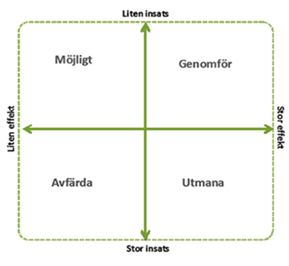 Liten insats
Möjligt
Genomför
Liten effekt
Stor effekt
Avfärda
Utmana
Stor insats